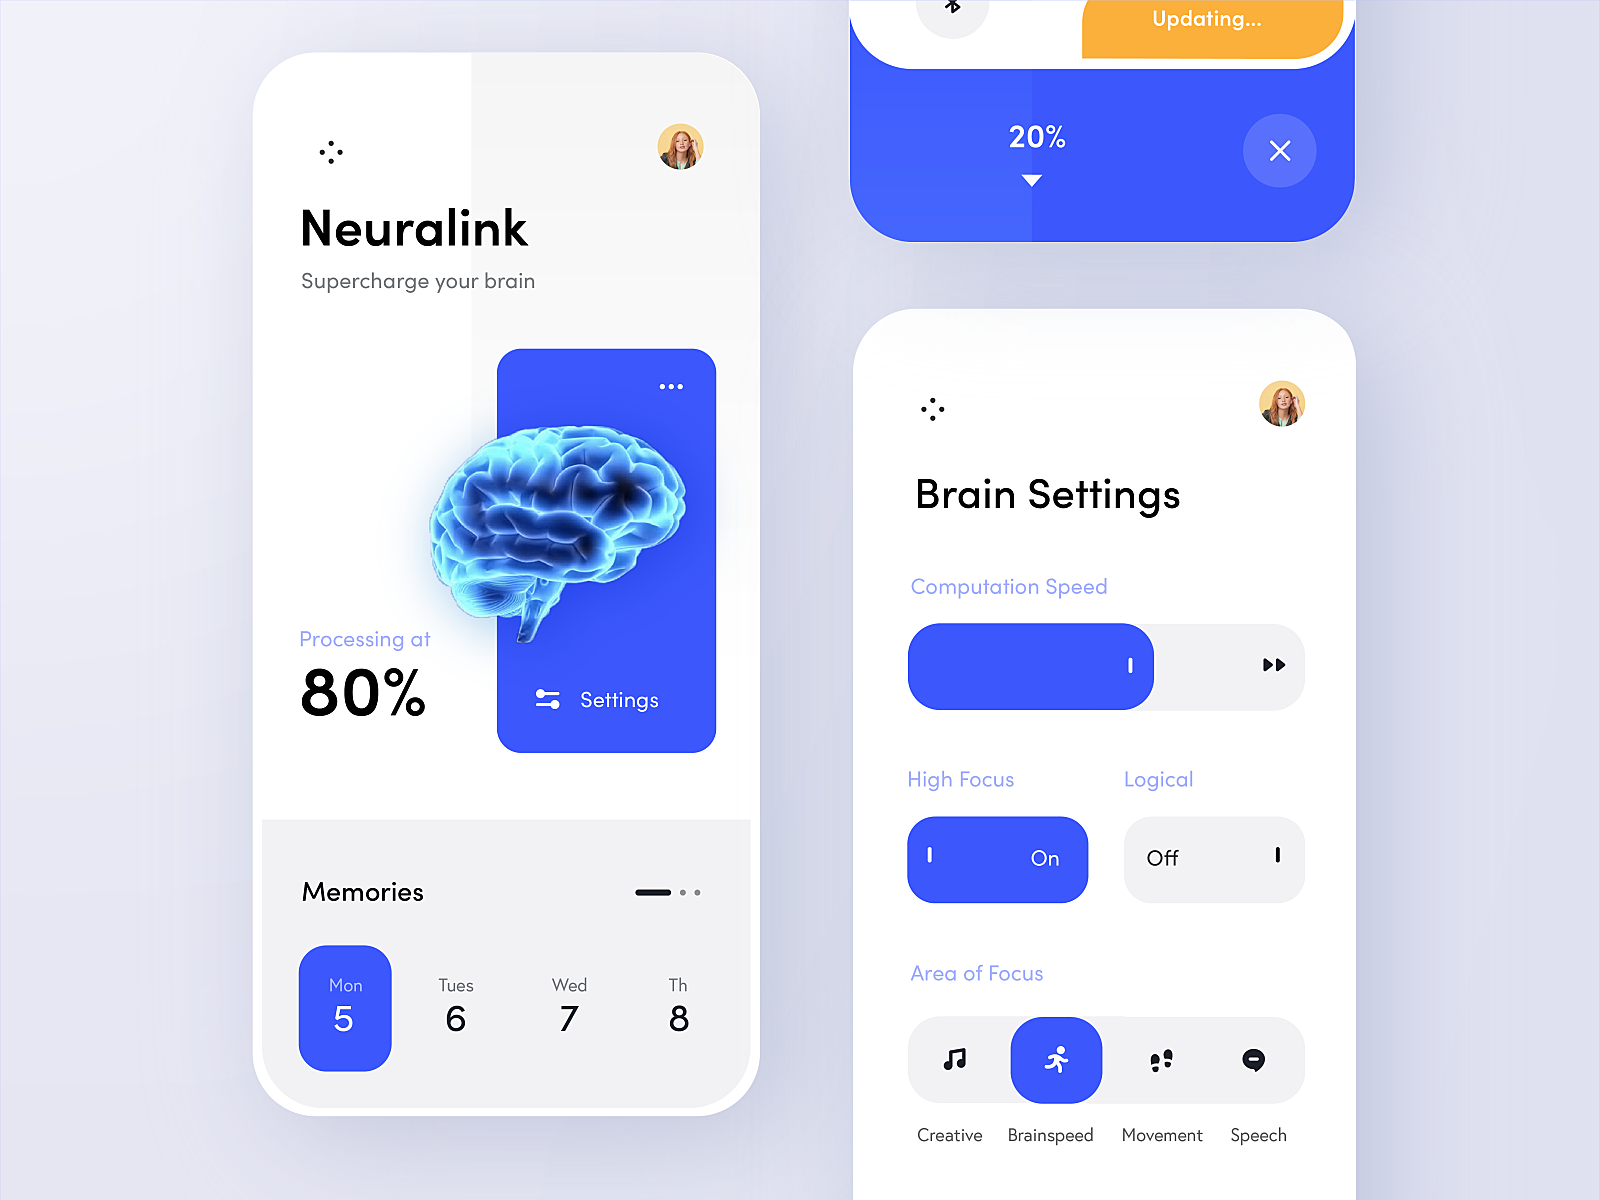 Neuralink
Supercharge your brain
Processing at
80%
Settings
Memories
Mon
5
Tues
6
Wed
7
Th
8
Updating...
20%
Brain Settings
Computation Speed
High Focus
Logical
On
Off
Area of Focus
Creative
Brainspeed
Movement
Speech